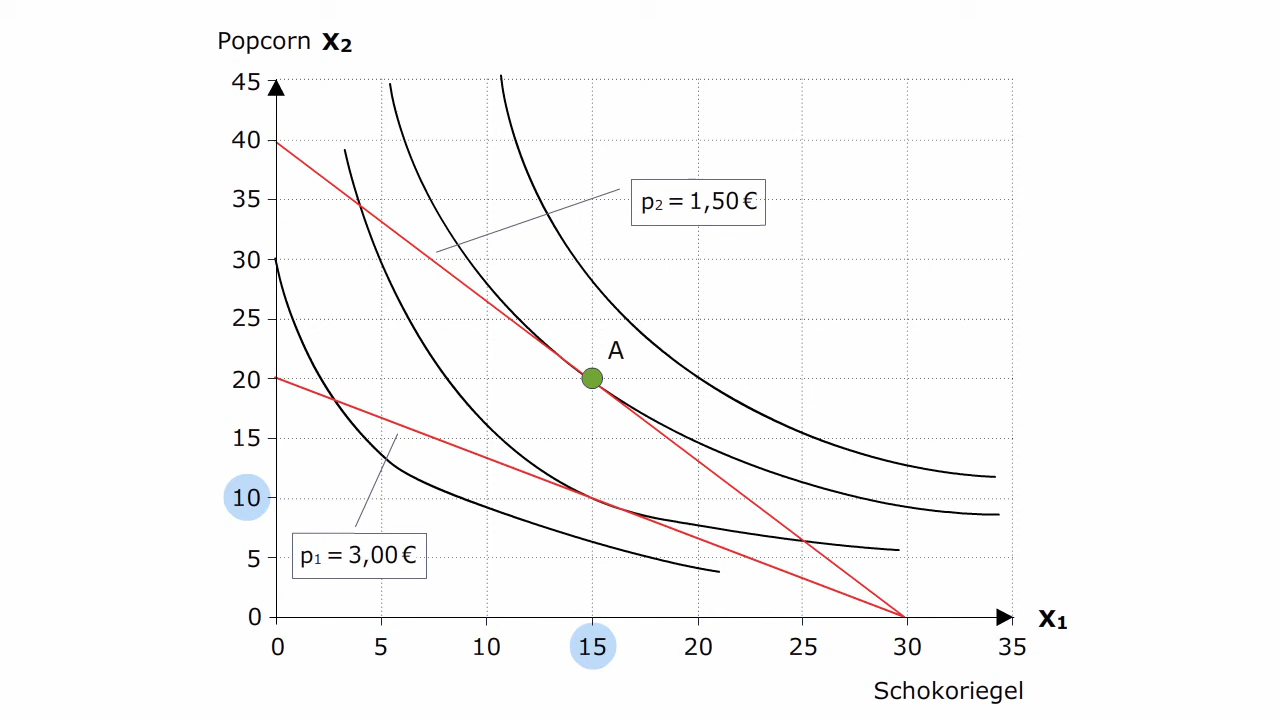 Popcorn x₂
45
40
35
p₂ = 1,50 €
30
25
A
20
15
10
p₁ = 3,00 €
5
0
x₁
0 5 10 15 20 25 30 35
Schokoriegel